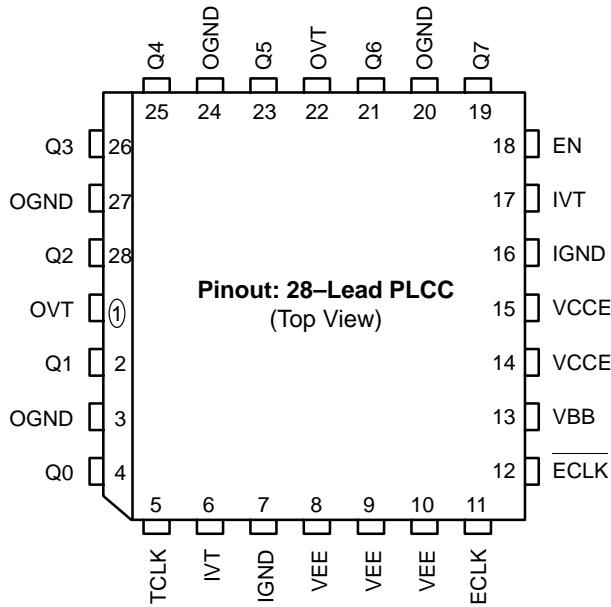 Q4 OGND Q5 OVT Q6 OGND Q7
25 24 23 22 21 20 19
Q3 26 18 EN
OGND 27 17 IVT
Q2 28 16 IGND
Pinout: 28–Lead PLCC
(Top View)
OVT 1 15 VCCE
Q1 2 14 VCCE
OGND 3 13 VBB
Q0 4 12 E̅C̅L̅K̅
5 6 7 8 9 10 11
TCLK IVT IGND VEE VEE VEE ECLK